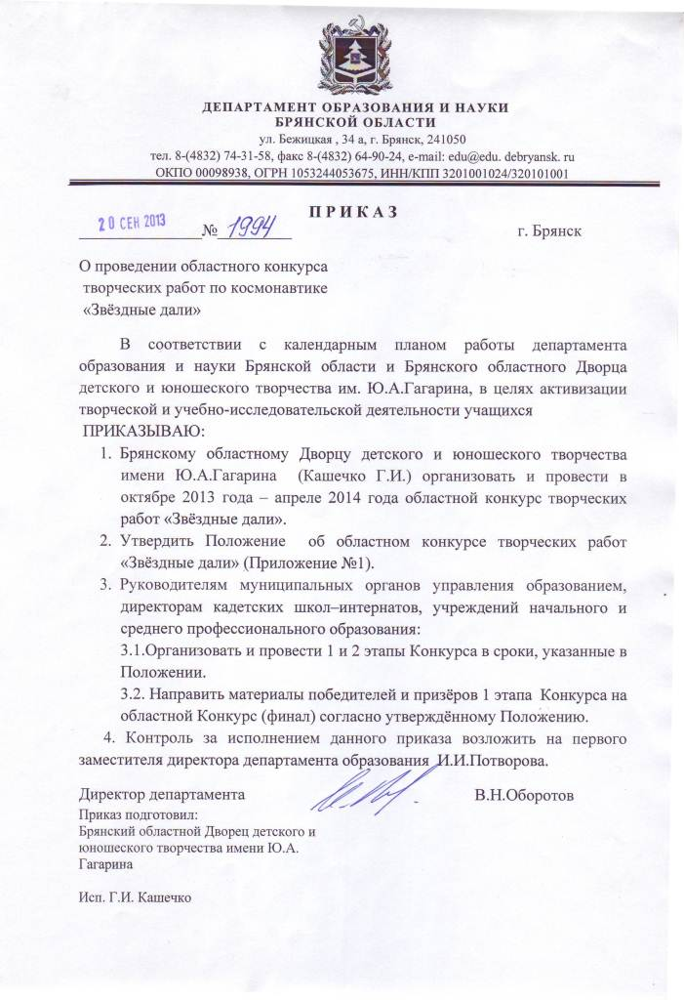 ДЕПАРТАМЕНТ ОБРАЗОВАНИЯ И НАУКИ
БРЯНСКОЙ ОБЛАСТИ
ул. Бежицкая , 34 а, г. Брянск, 241050
тел. 8-(4832) 74-31-58, факс 8-(4832) 64-90-24, e-mail: edu@edu. debryansk. ru
ОКПО 00098938, ОГРН 1053244053675, ИНН/КПП 3201001024/320101001
П Р И К А З
20 СЕН 2013 № 1994 г. Брянск
О проведении областного конкурса
творческих работ по космонавтике
«Звёздные дали»
В соответствии с календарным планом работы департамента
образования и науки Брянской области и Брянского областного Дворца
детского и юношеского творчества им. Ю.А.Гагарина, в целях активизации
творческой и учебно-исследовательской деятельности учащихся
ПРИКАЗЫВАЮ:
1. Брянскому областному Дворцу детского и юношеского творчества
имени Ю.А.Гагарина (Кашечко Г.И.) организовать и провести в
октябре 2013 года – апреле 2014 года областной конкурс творческих
работ «Звёздные дали».
2. Утвердить Положение об областном конкурсе творческих работ
«Звёздные дали» (Приложение №1).
3. Руководителям муниципальных органов управления образованием,
директорам кадетских школ–интернатов, учреждений начального и
среднего профессионального образования:
3.1.Организовать и провести 1 и 2 этапы Конкурса в сроки, указанные в
Положении.
3.2. Направить материалы победителей и призёров 1 этапа Конкурса на
областной Конкурс (финал) согласно утверждённому Положению.
4. Контроль за исполнением данного приказа возложить на первого
заместителя директора департамента образования И.И.Потворова.
Директор департамента В.Н.Оборотов
Приказ подготовил:
Брянский областной Дворец детского и
юношеского творчества имени Ю.А.
Гагарина
Исп. Г.И. Кашечко